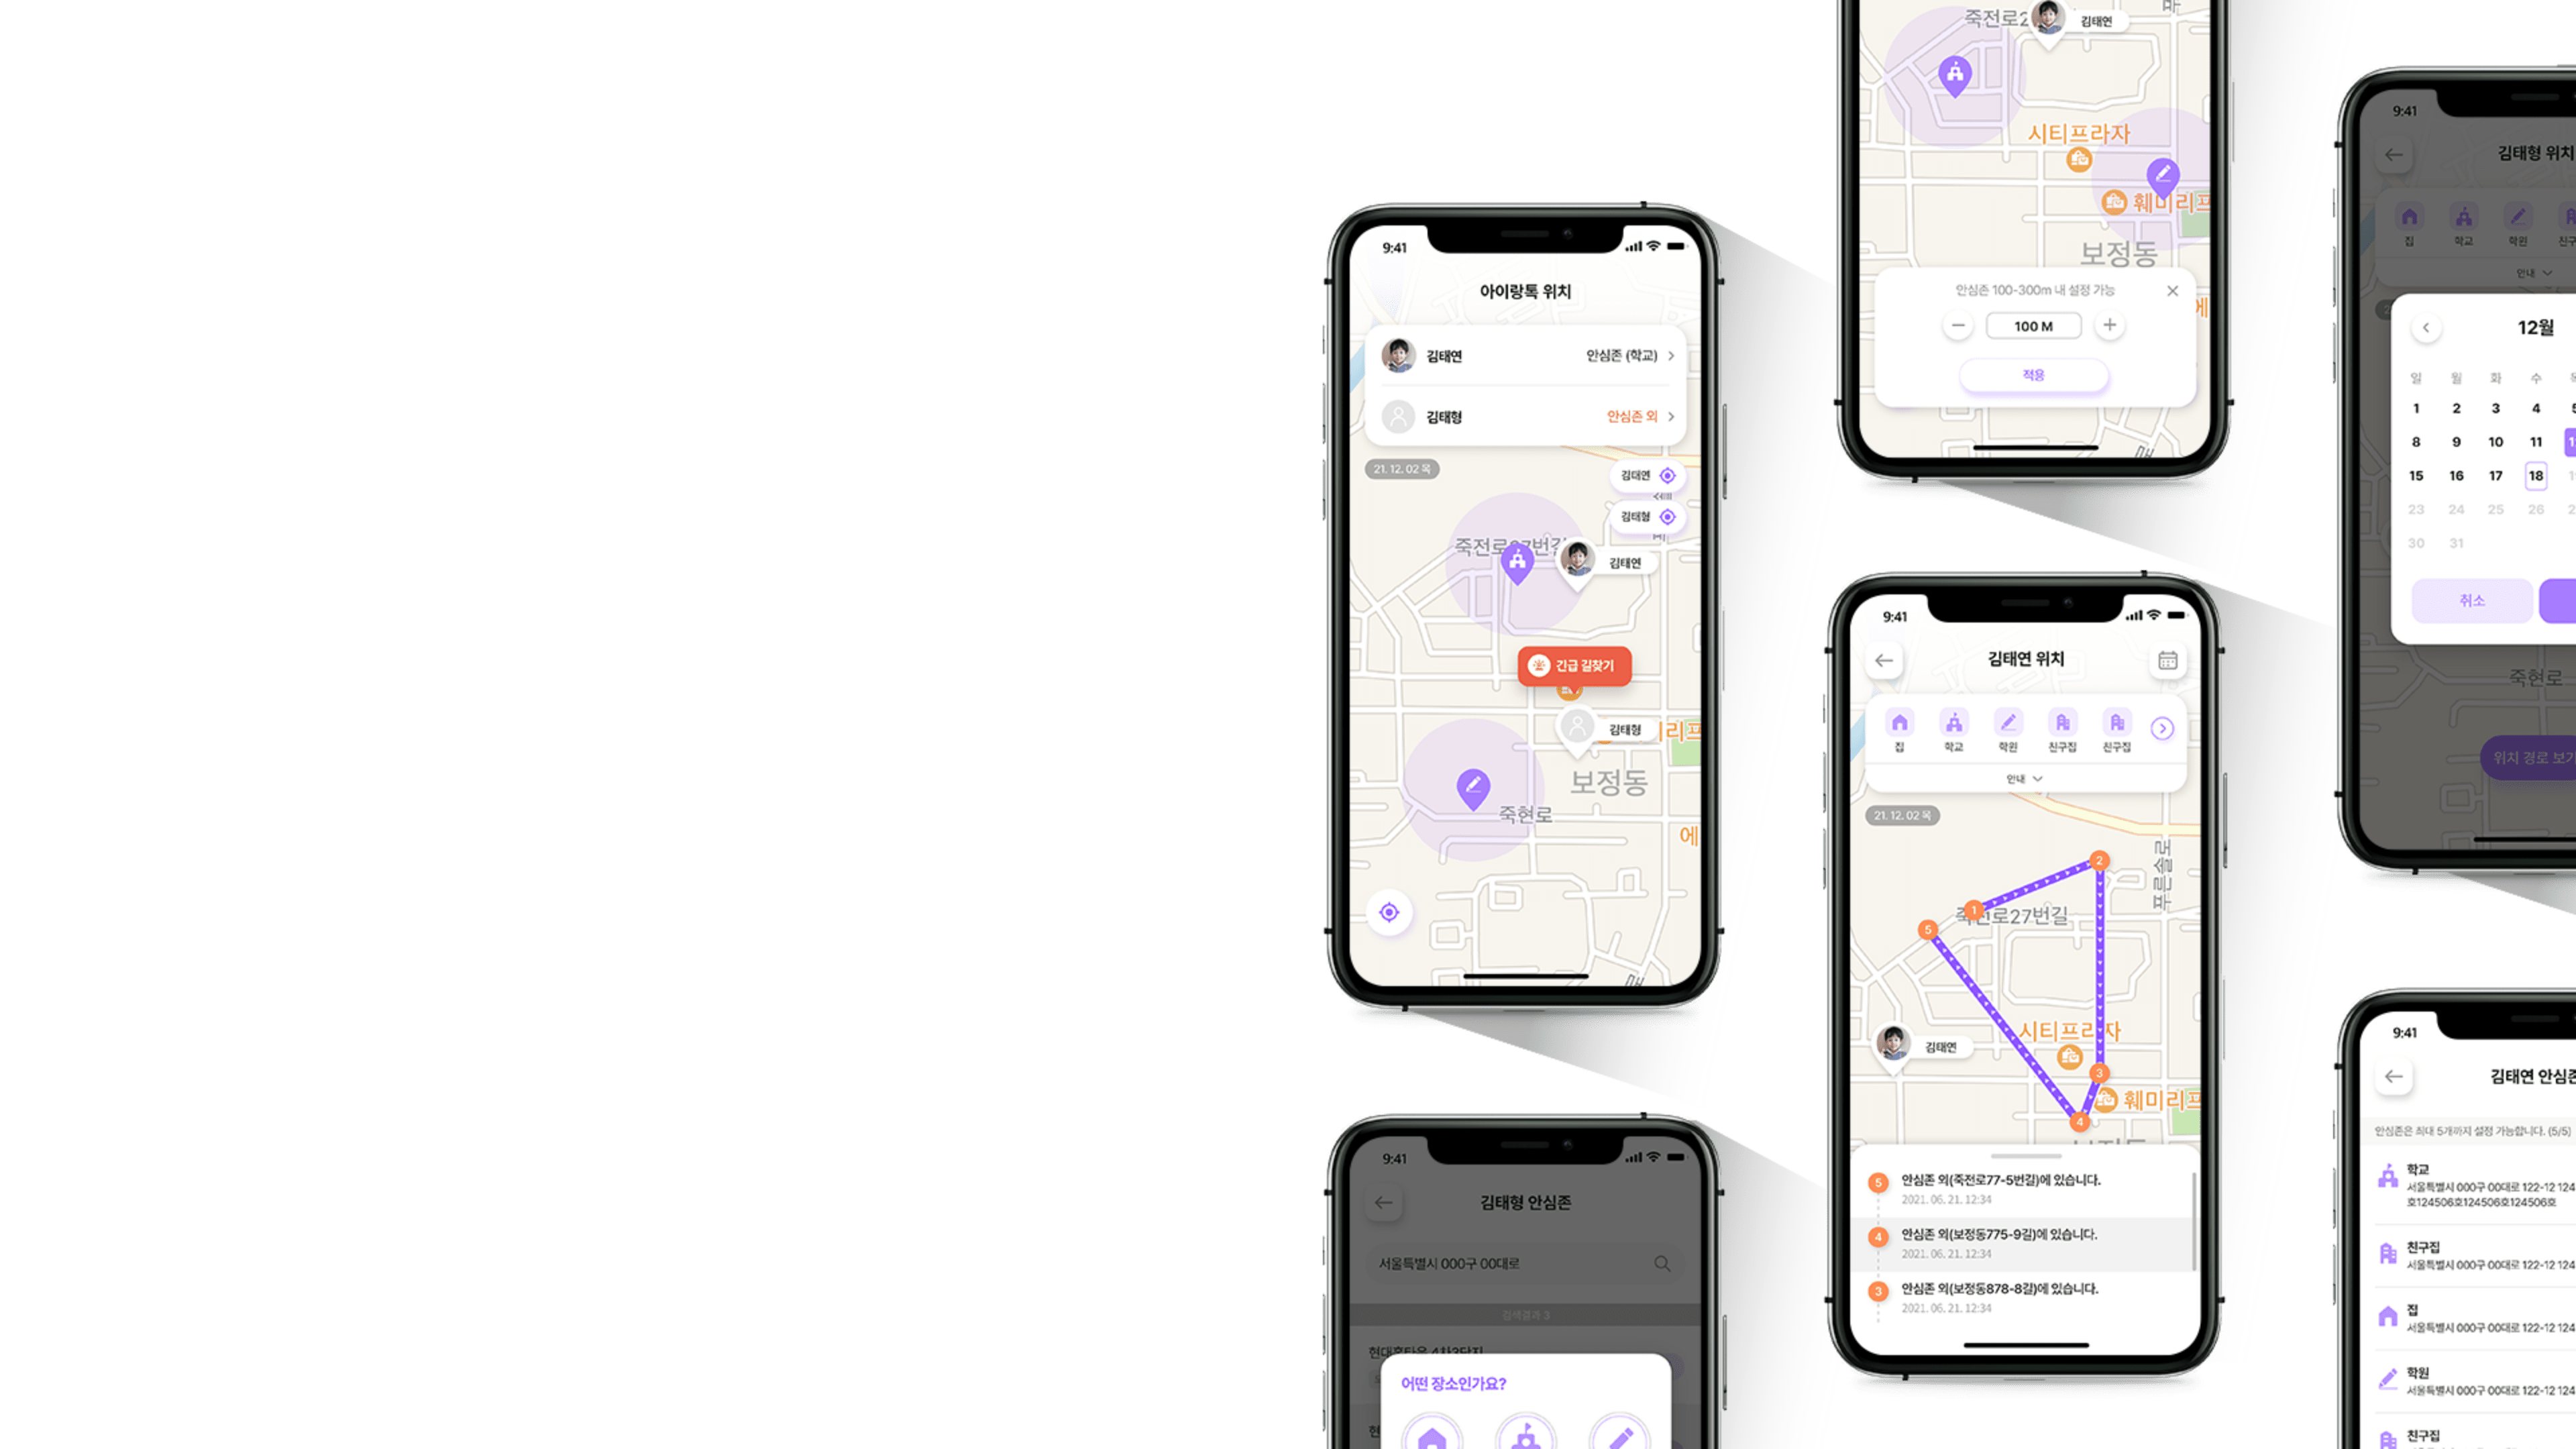 9:41
아이랑톡 위치
김태연
안심존 (학교)
김태형
안심존 외
21. 12. 02 목
김태연
김태형
김태연
긴급 길찾기
김태형
리프
보정동
죽현로
에
9:41
김태형 안심존
서울특별시 000구 00대로
검색결과 3
어떤 장소인가요?
죽전로2
김태연
시티프라자
훼미리프
보정동
안심존 100-300m 내 설정 가능
100 M
적용
9:41
김태연 위치
집
학교
학원
친구집
친구집
안내
21. 12. 02 목
2
푸른솔로
1
죽전로27번길
5
시티프라자
김태연
3
훼미리프
4
5
안심존 외(죽전로77-5번길)에 있습니다.
2021. 06. 21. 12:34
4
안심존 외(보정동775-9길)에 있습니다.
2021. 06. 21. 12:34
3
안심존 외(보정동878-8길)에 있습니다.
2021. 06. 21. 12:34
9:41
김태형 위치
집
학교
학원
안내
12월
일 월 화 수
1 2 3 4
8 9 10 11
15 16 17 18
23 24 25 26
30 31
취소
죽현로
위치 경로 보기
9:41
김태연 안심존
안심존은 최대 5개까지 설정 가능합니다. (5/5)
학교
서울특별시 000구 00대로 122-12 124
호124506호124506호124506호
친구집
서울특별시 000구 00대로 122-12 124
집
서울특별시 000구 00대로 122-12 124
학원
서울특별시 000구 00대로 122-12 124
친구집